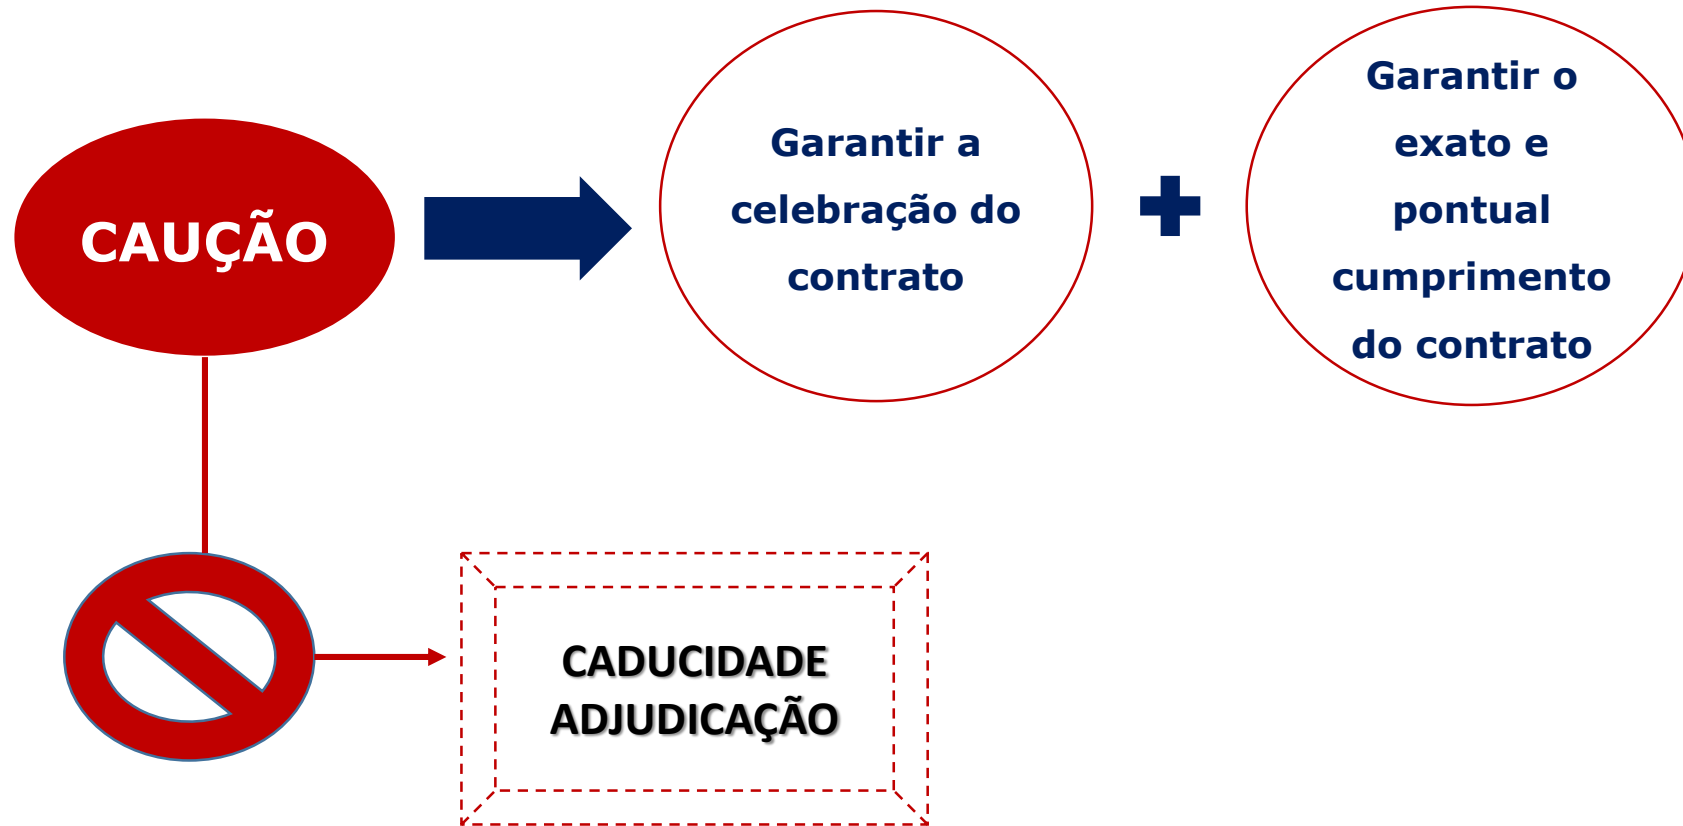 CAUÇÃO
Garantir a
celebração do
contrato
Garantir o
exato e
pontual
cumprimento
do contrato
CADUCIDADE
ADJUDICAÇÃO